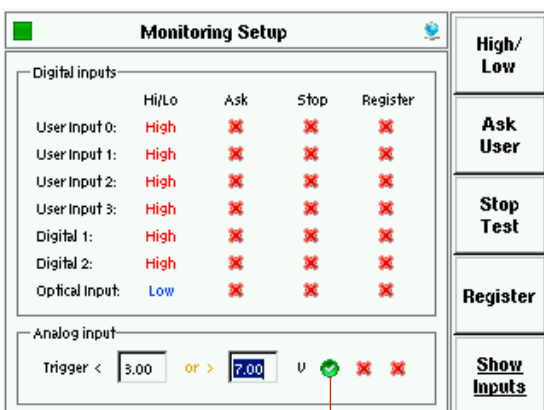 Monitoring Setup
Digital inputs
Hi/Lo Ask Stop Register
User Input 0: High
User Input 1: High
User Input 2: High
User Input 3: High
Digital 1: High
Digital 2: High
Optical Input: Low
Analog input
Trigger < 3.00 or > 7.00 V
High/
Low
Ask
User
Stop
Test
Register
Show
Inputs